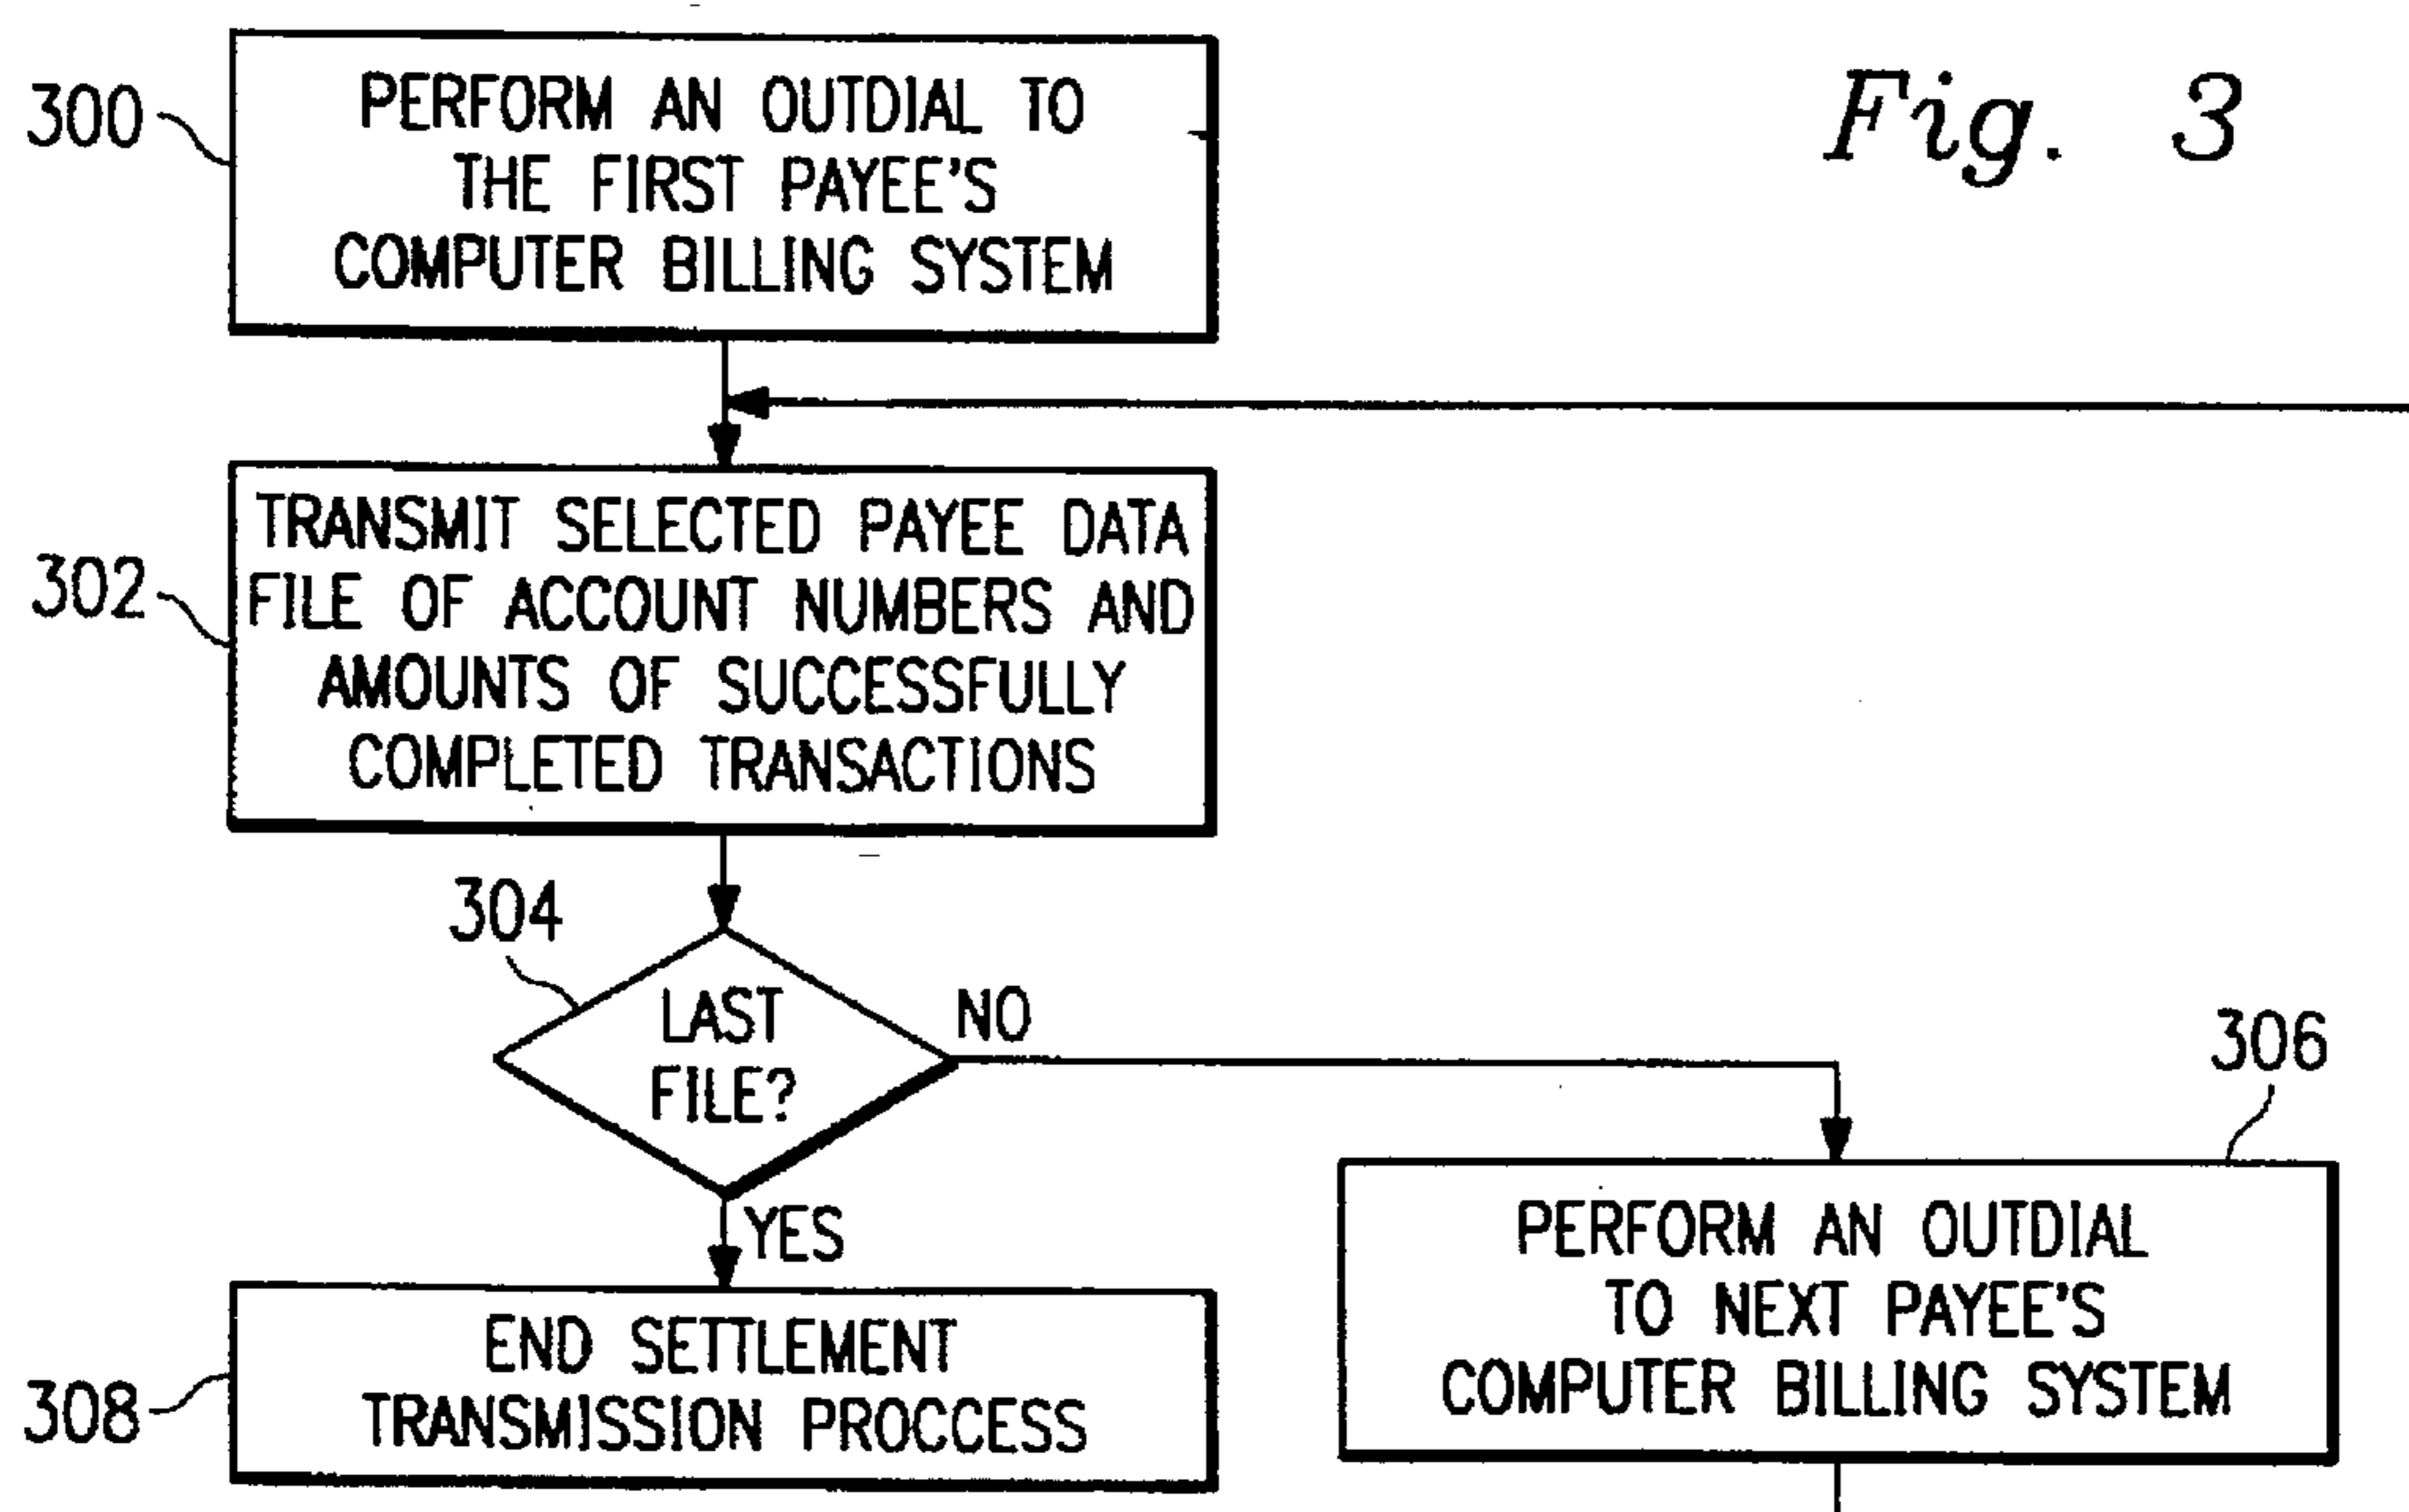 Fig. 3
300
PERFORM AN OUTDIAL TO
THE FIRST PAYEE'S
COMPUTER BILLING SYSTEM
302
TRANSMIT SELECTED PAYEE DATA
FILE OF ACCOUNT NUMBERS AND
AMOUNTS OF SUCCESSFULLY
COMPLETED TRANSACTIONS
304
LAST
FILE?
NO
YES
306
PERFORM AN OUTDIAL
TO NEXT PAYEE'S
COMPUTER BILLING SYSTEM
308
END SETTLEMENT
TRANSMISSION PROCCESS